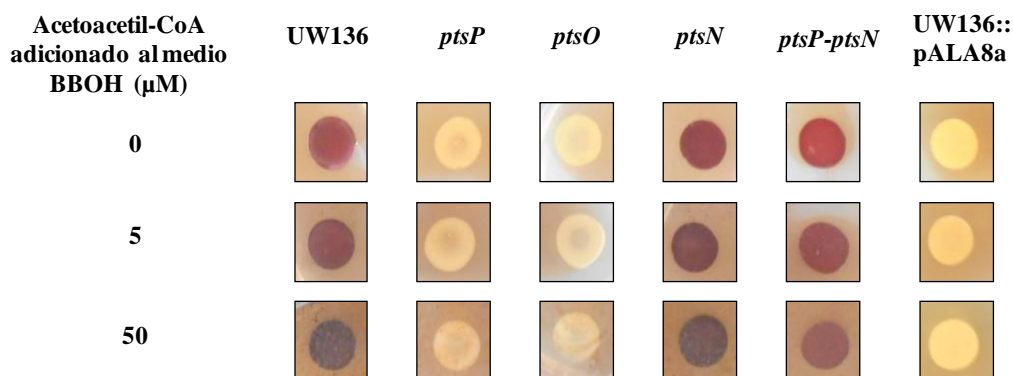 Acetoacetil-CoA
adicionado al medio
BBOH (µM)
UW136
ptsP
ptsO
ptsN
ptsP-ptsN
UW136::
pALA8a
0
5
50